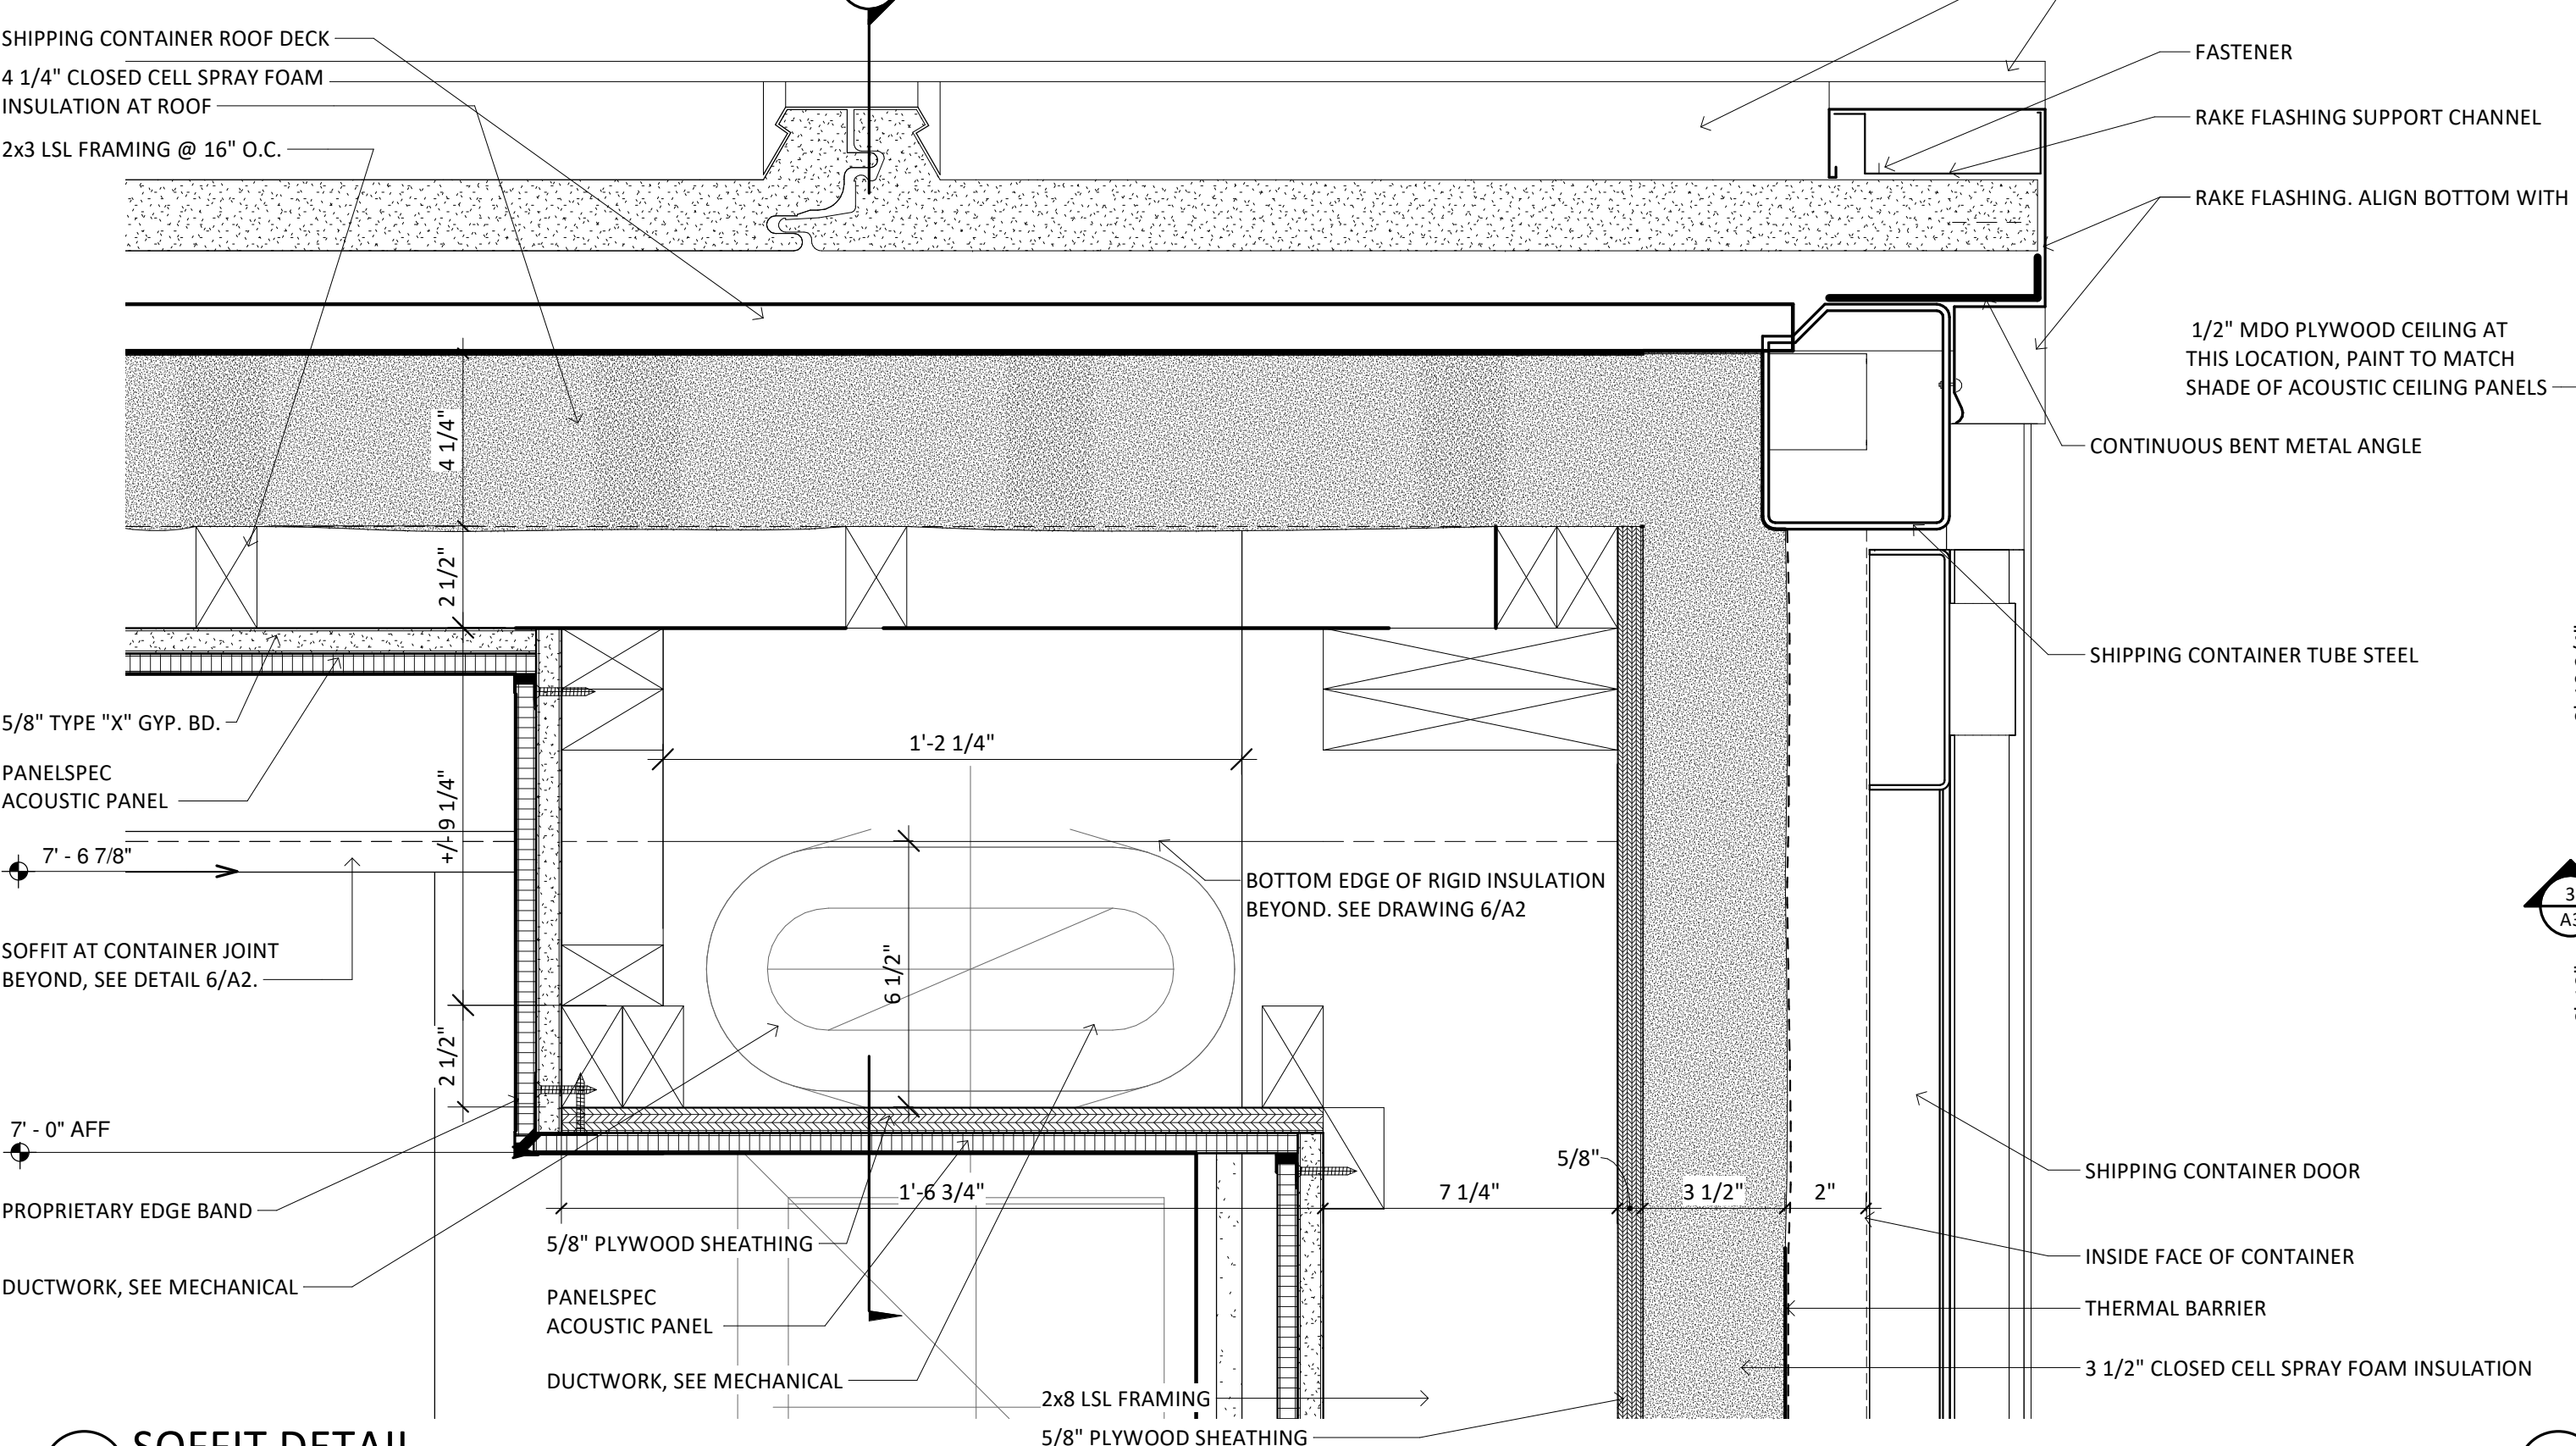 SHIPPING CONTAINER ROOF DECK
4 1/4" CLOSED CELL SPRAY FOAM
INSULATION AT ROOF
2x3 LSL FRAMING @ 16" O.C.
FASTENER
RAKE FLASHING SUPPORT CHANNEL
RAKE FLASHING. ALIGN BOTTOM WITH
1/2" MDO PLYWOOD CEILING AT
THIS LOCATION, PAINT TO MATCH
SHADE OF ACOUSTIC CEILING PANELS
CONTINUOUS BENT METAL ANGLE
4 1/4"
2 1/2"
SHIPPING CONTAINER TUBE STEEL
5/8" TYPE "X" GYP. BD.
PANELSPEC
ACOUSTIC PANEL
1'-2 1/4"
+/- 9 1/4"
7' - 6 7/8"
BOTTOM EDGE OF RIGID INSULATION
BEYOND. SEE DRAWING 6/A2
3
SOFFIT AT CONTAINER JOINT
BEYOND, SEE DETAIL 6/A2.
6 1/2"
2 1/2"
7' - 0" AFF
PROPRIETARY EDGE BAND
DUCTWORK, SEE MECHANICAL
1'-6 3/4"
7 1/4"
5/8"
3 1/2"
2"
5/8" PLYWOOD SHEATHING
PANELSPEC
ACOUSTIC PANEL
DUCTWORK, SEE MECHANICAL
2x8 LSL FRAMING
5/8" PLYWOOD SHEATHING
SHIPPING CONTAINER DOOR
INSIDE FACE OF CONTAINER
THERMAL BARRIER
3 1/2" CLOSED CELL SPRAY FOAM INSULATION
SOFFIT DETAIL